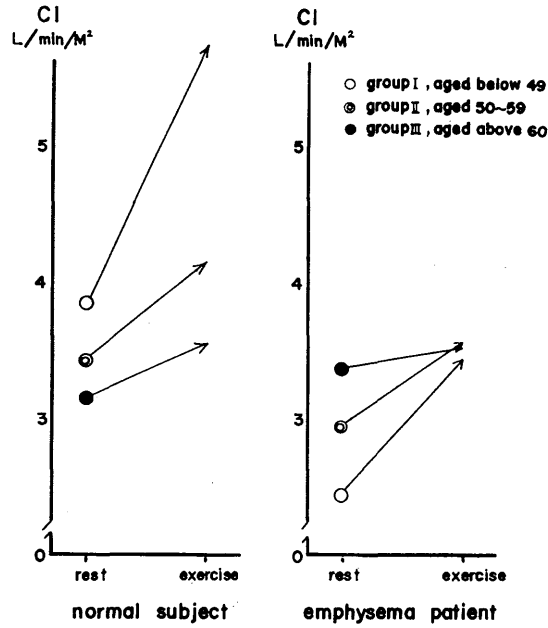 CI
L/min/M²
5
4
3
0
rest exercise
normal subject
CI
L/min/M²
group I , aged below 49
group II , aged 50~59
group III , aged above 60
5
4
3
0
rest exercise
emphysema patient